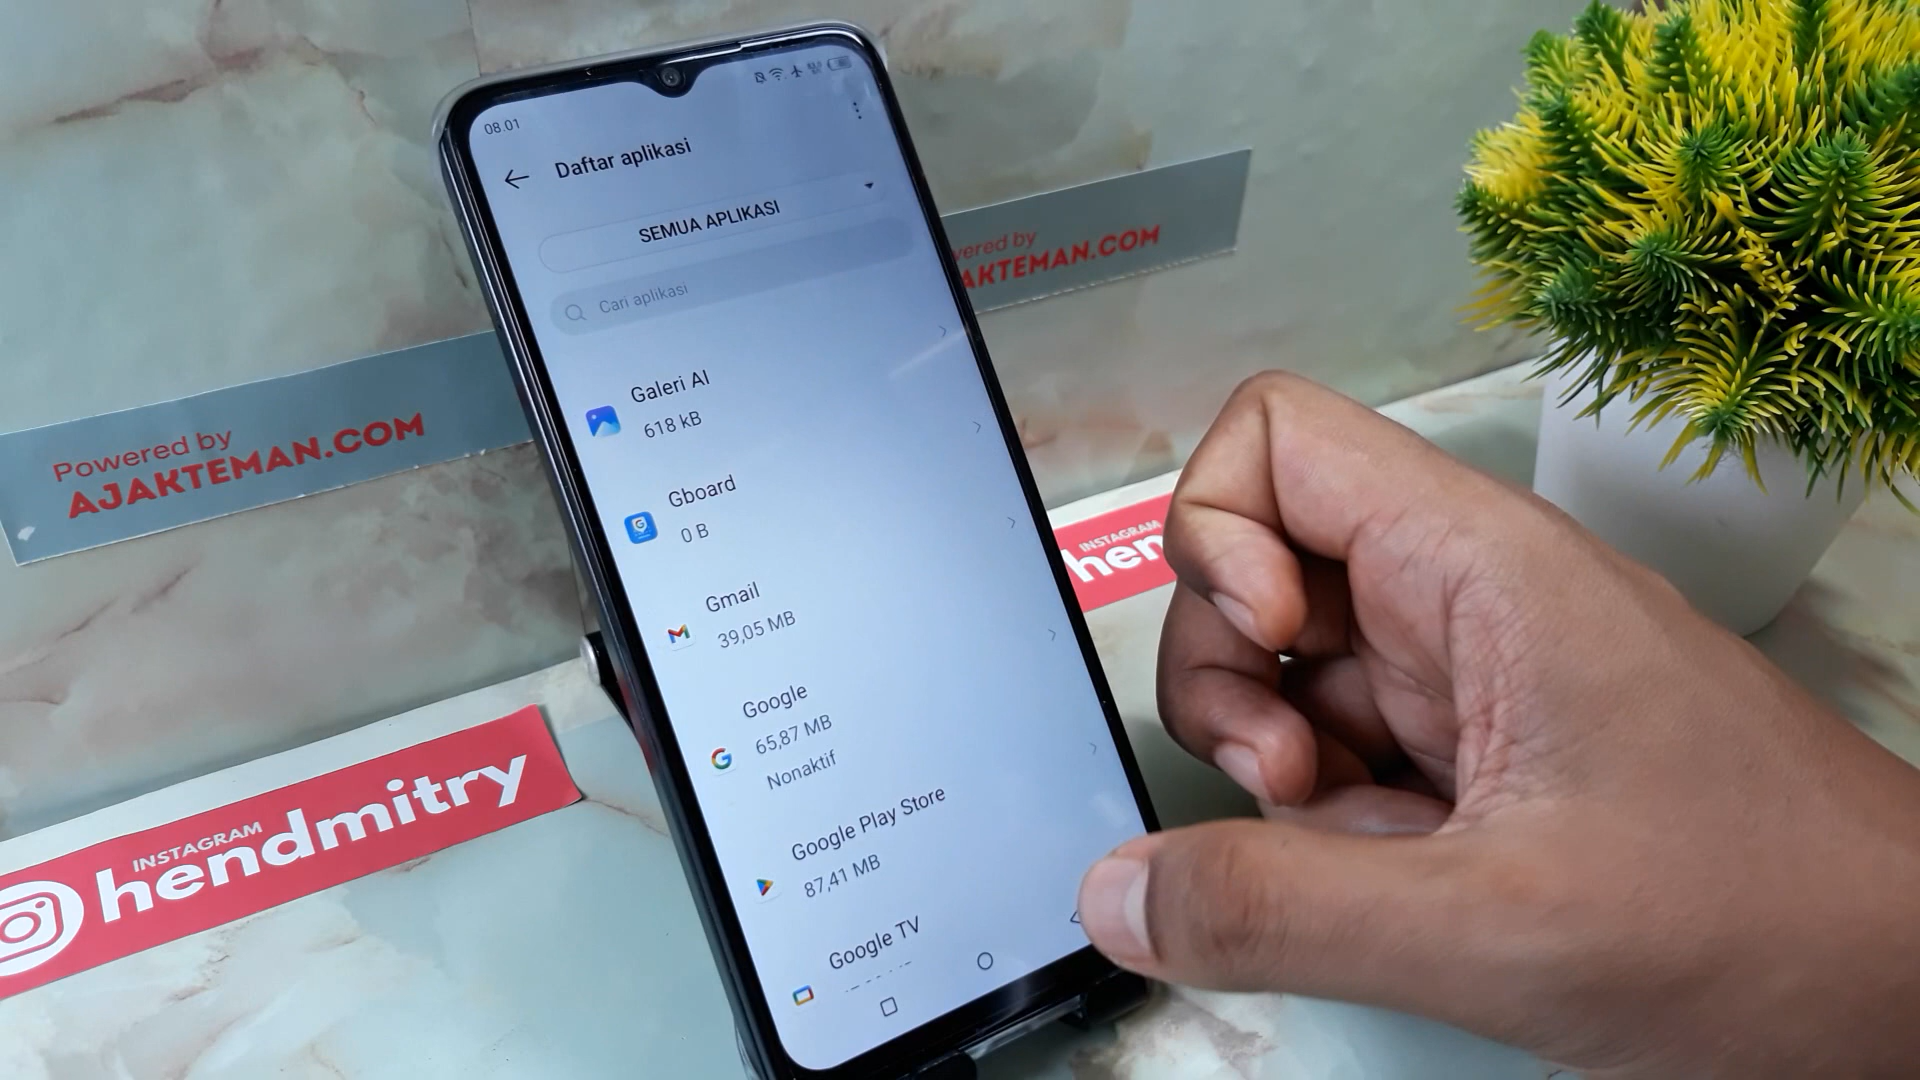 08.01
Daftar aplikasi
SEMUA APLIKASI
Cari aplikasi
Galeri AI
618 kB
Gboard
0 B
Gmail
39,05 MB
Google
65,87 MB
Nonaktif
Google Play Store
87,41 MB
Google TV
Powered by
AJAKTEMAN.COM
vered by
AKTEMAN.COM
INSTAGRAM
hendmitry
INSTAGRAM
hen